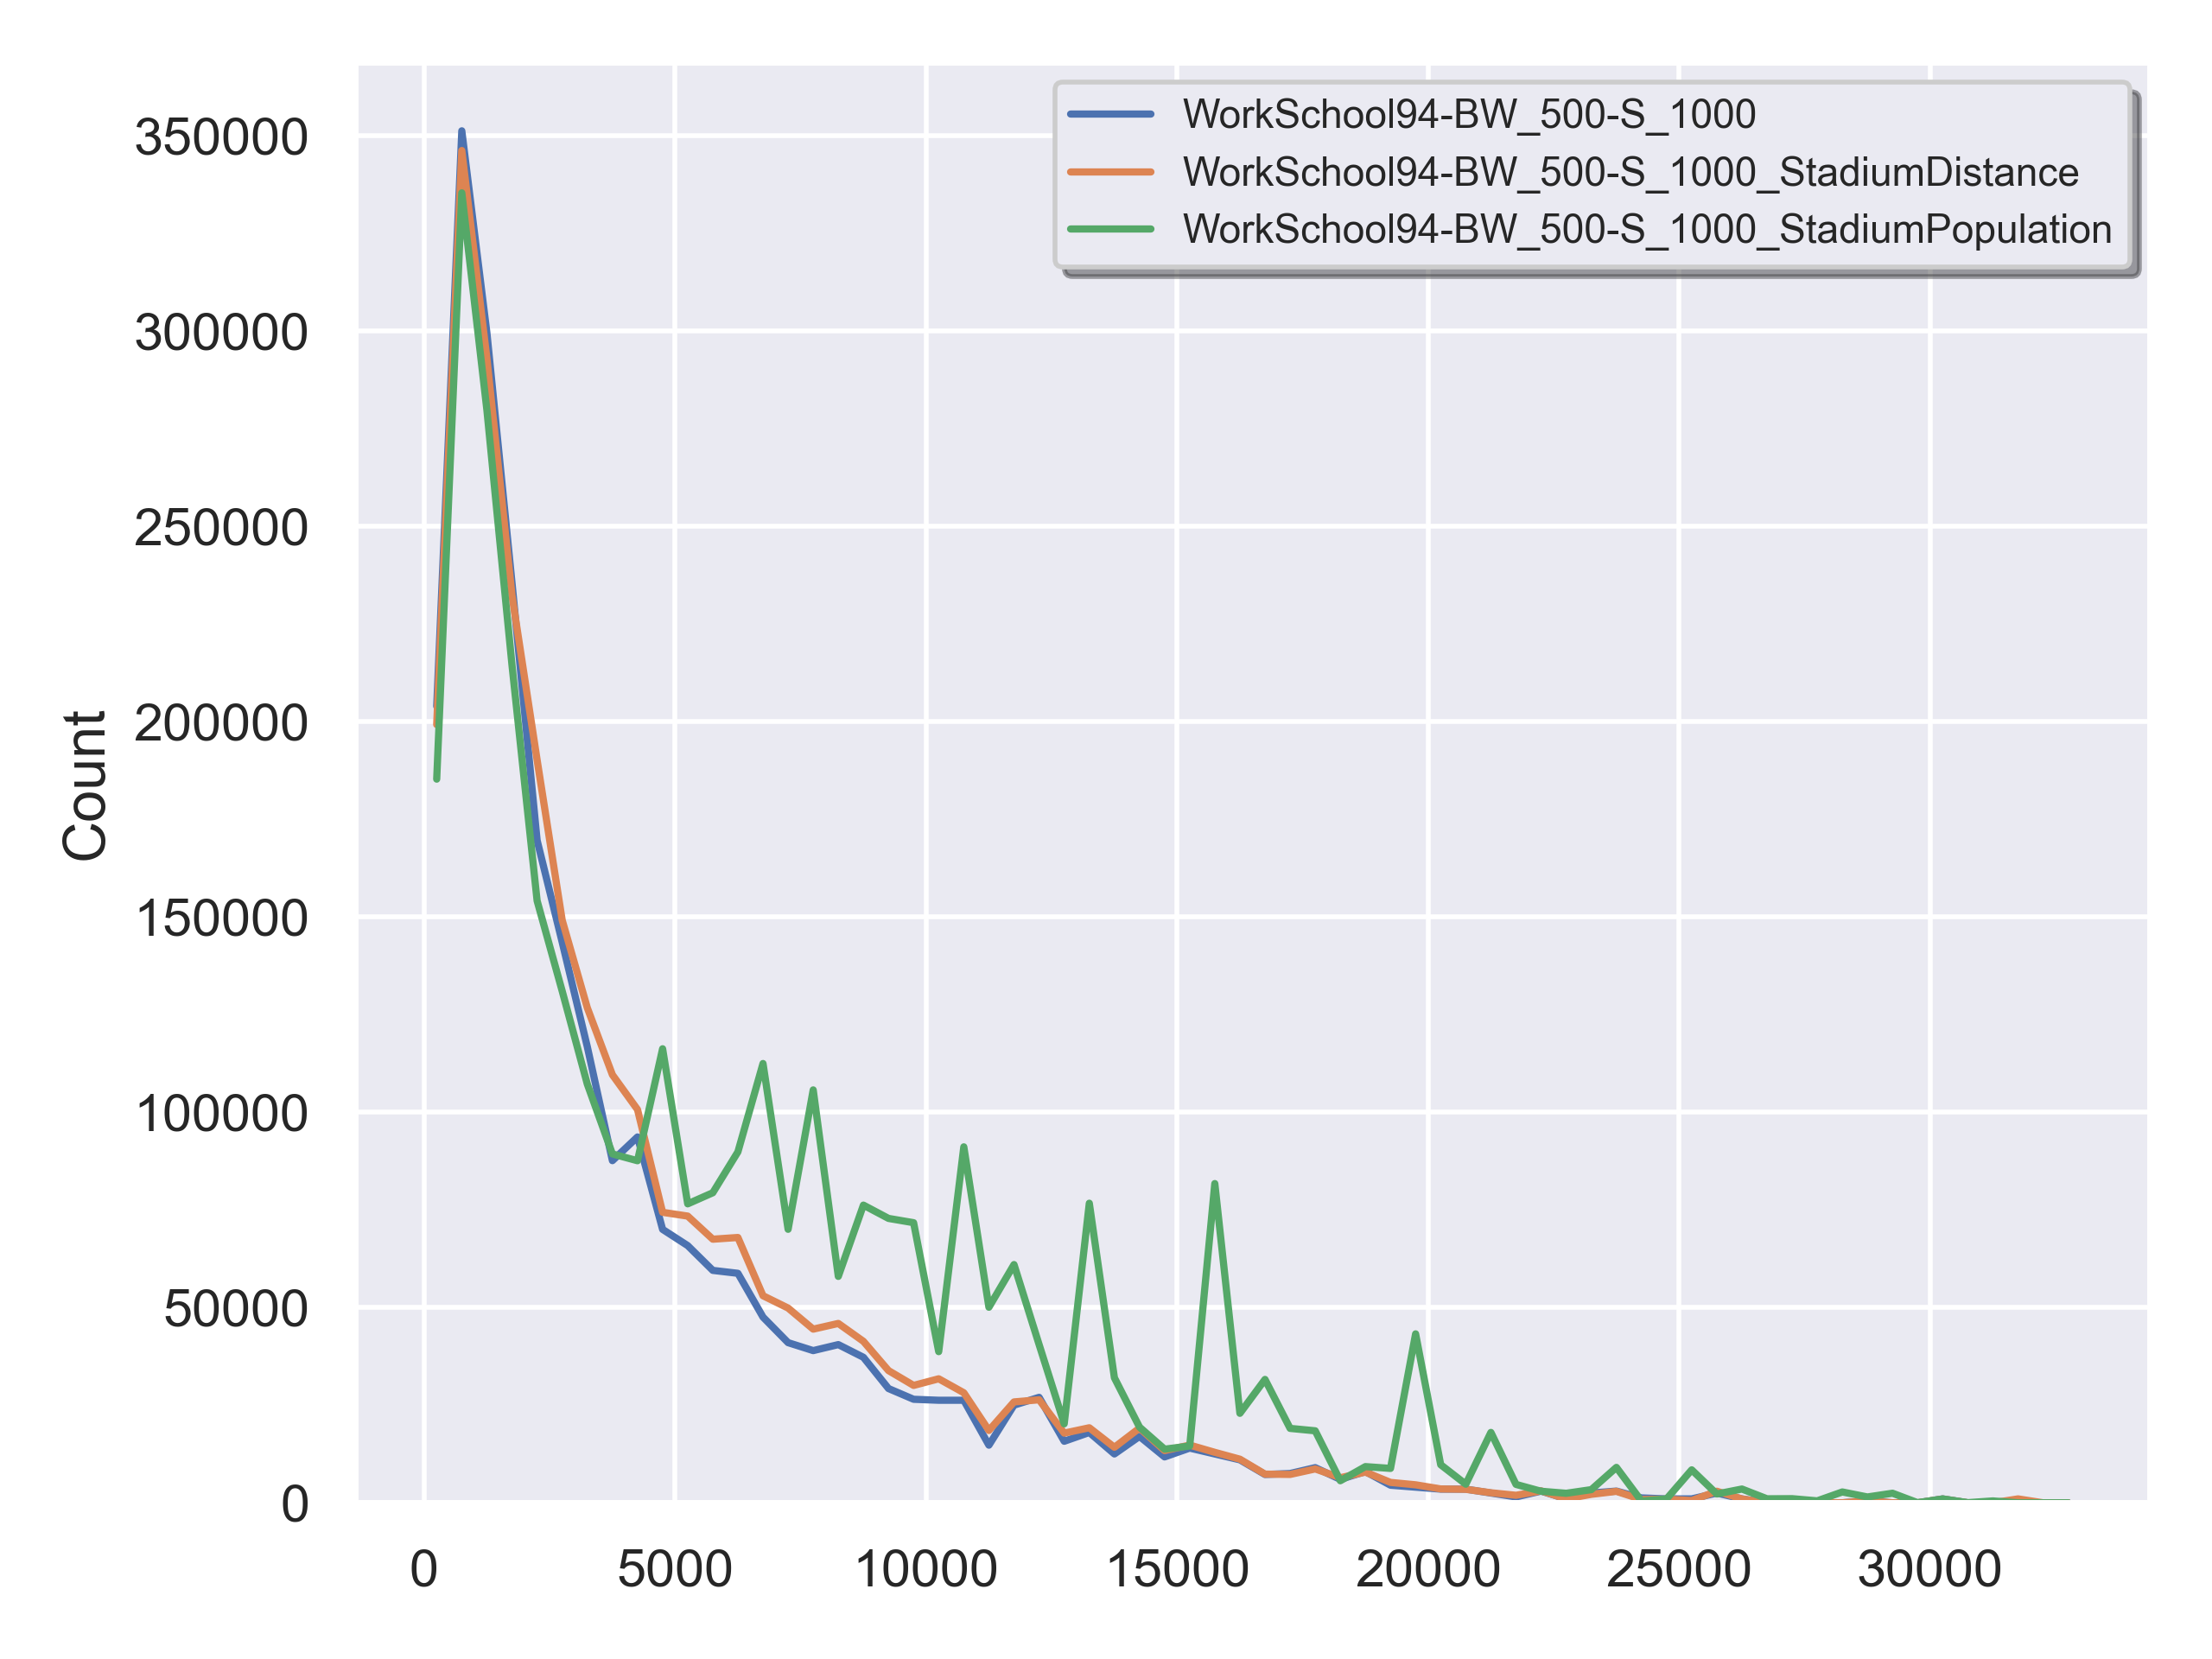 WorkSchool94-BW_500-S_1000
WorkSchool94-BW_500-S_1000_StadiumDistance
WorkSchool94-BW_500-S_1000_StadiumPopulation
350000
300000
250000
200000
150000
100000
50000
0
Count
0 5000 10000 15000 20000 25000 30000